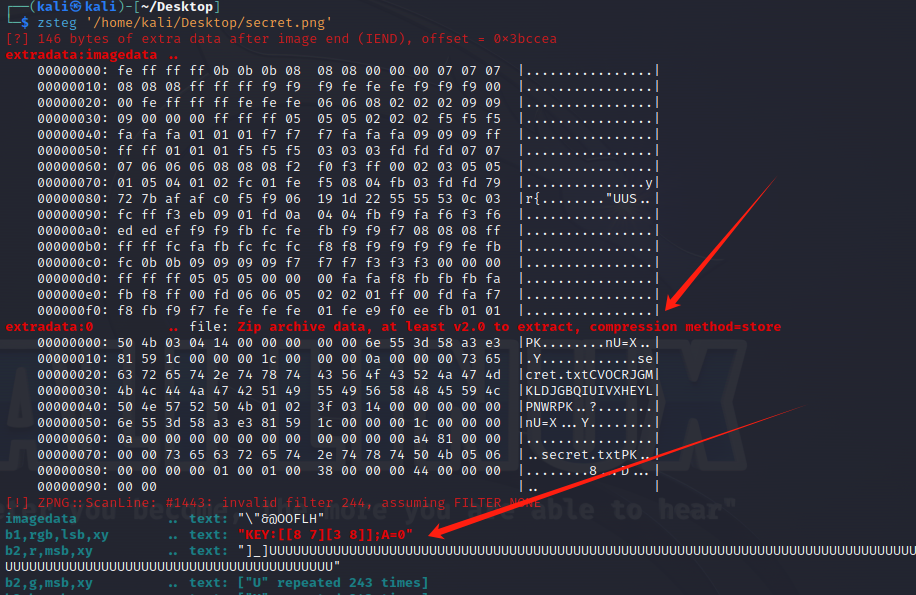 ┌──(kali㉿kali)-[~/Desktop]
└─$ zsteg '/home/kali/Desktop/secret.png'
[?] 146 bytes of extra data after image end (IEND), offset = 0x3bccea
extradata:imagedata ..
00000000: fe ff ff ff 0b 0b 0b 08 08 08 00 00 00 07 07 07 |................|
00000010: 08 08 08 ff ff ff f9 f9 f9 fe fe fe f9 f9 f9 00 |................|
00000020: 00 fe ff ff ff fe fe fe 06 06 08 02 02 02 09 09 |................|
00000030: 09 00 00 00 ff ff ff 05 05 05 02 02 02 f5 f5 f5 |................|
00000040: fa fa fa 01 01 01 f7 f7 f7 fa fa fa 09 09 09 ff |................|
00000050: ff ff 01 01 01 f5 f5 f5 03 03 03 fd fd fd 07 07 |................|
00000060: 07 06 06 06 08 08 08 f2 f0 f3 ff 00 02 03 05 05 |................|
00000070: 01 05 04 01 02 fc 01 fe f5 08 04 fb 03 fd fd 79 |...............y|
00000080: 72 7b af af c0 f5 f9 06 19 1d 22 55 55 53 0c 03 |r{........"UUS..|
00000090: fc ff f3 eb 09 01 fd 0a 04 04 fb f9 fa f6 f3 f6 |................|
000000a0: ed ed ef f9 f9 fb fc fe fb f9 f9 f7 08 08 08 ff |................|
000000b0: ff ff fc fa fb fc fc fc f8 f8 f9 f9 f9 f9 fe fb |................|
000000c0: fc 0b 0b 09 09 09 09 f7 f7 f7 f3 f3 f3 00 00 00 |................|
000000d0: ff ff ff 05 05 05 00 00 00 fa fa f8 fb fb fb fa |................|
000000e0: fb f8 ff 00 fd 06 06 05 02 02 01 ff 00 fd fa f7 |................|
000000f0: f8 fb f9 f7 fe fe fe fe 01 fe e9 f0 ee fb 01 01 |................|
extradata:0 .. file: Zip archive data, at least v2.0 to extract, compression method=store
00000000: 50 4b 03 04 14 00 00 00 00 00 6e 55 3d 58 a3 e3 |PK........nU=X..|
00000010: 81 59 1c 00 00 00 1c 00 00 00 0a 00 00 00 73 65 |.Y............se|
00000020: 63 72 65 74 2e 74 78 74 43 56 4f 43 52 4a 47 4d |cret.txtCVOCRJGM|
00000030: 4b 4c 44 4a 47 42 51 49 55 49 56 58 48 45 59 4c |KLDJGBQIUIVXHEYL|
00000040: 50 4e 57 52 50 4b 01 02 3f 03 14 00 00 00 00 00 |PNWRPK..?.......|
00000050: 6e 55 3d 58 a3 e3 81 59 1c 00 00 00 1c 00 00 00 |nU=X...Y........|
00000060: 0a 00 00 00 00 00 00 00 00 00 00 00 a4 81 00 00 |................|
00000070: 00 00 73 65 63 72 65 74 2e 74 78 74 50 4b 05 06 |..secret.txtPK..|
00000080: 00 00 00 00 01 00 01 00 38 00 00 00 44 00 00 00 |........8...D...|
00000090: 00 00 |..|
[!] ZPNG::ScanLine: #1443: invalid filter 244, assuming FILTER_NONE
imagedata .. text: "\"&@OOFLH"
b1,rgb,lsb,xy .. text: "KEY:[[8 7][3 8]];A=0"
b2,g,msb,xy .. text: ["U" repeated 243 times]